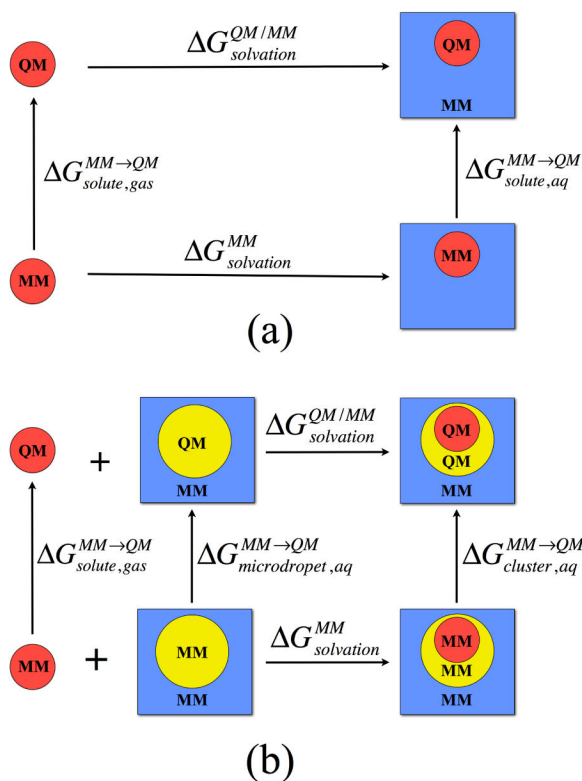 QM
ΔG^{QM/MM}_{solvation}
QM
MM
ΔG^{MM→QM}_{solute,gas}
ΔG^{MM→QM}_{solute,aq}
MM
ΔG^{MM}_{solvation}
MM
(a)
QM
+
QM
MM
ΔG^{QM/MM}_{solvation}
QM
QM
MM
ΔG^{MM→QM}_{solute,gas}
ΔG^{MM→QM}_{microdropet,aq}
ΔG^{MM→QM}_{cluster,aq}
MM
+
MM
MM
ΔG^{MM}_{solvation}
MM
MM
MM
(b)